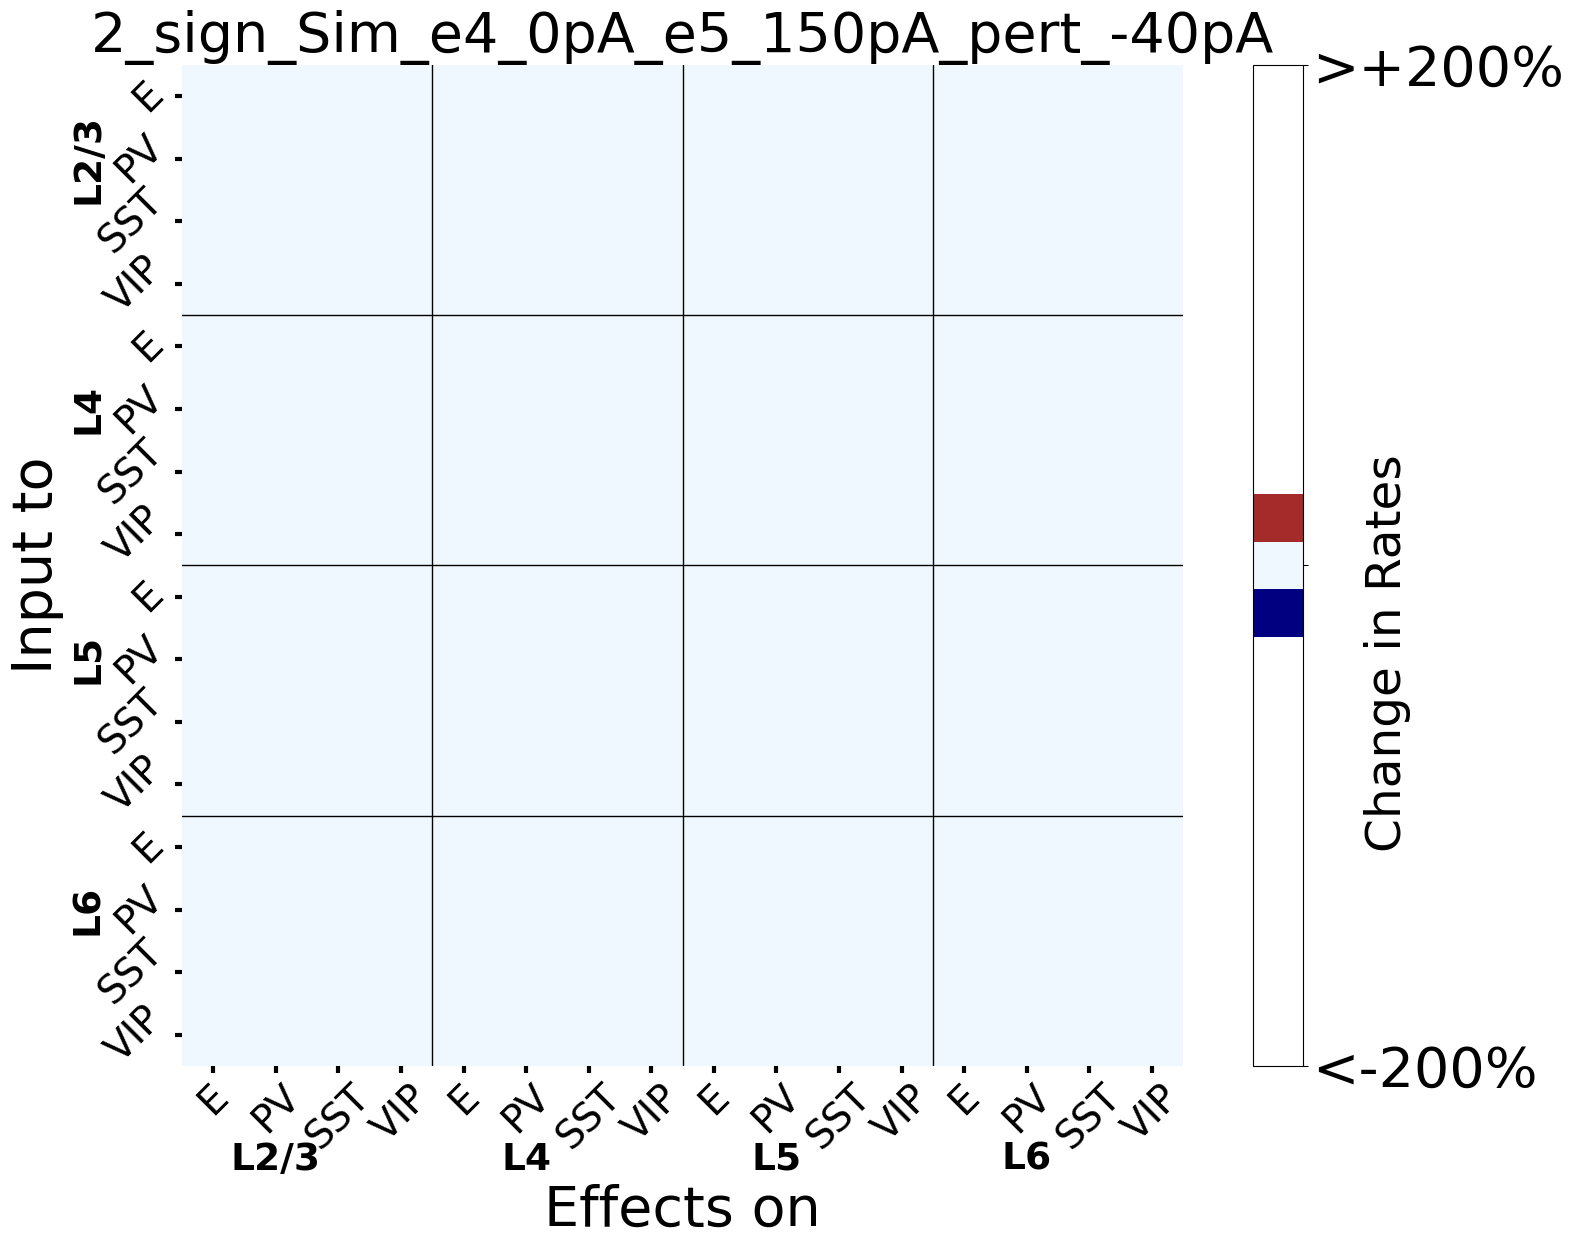 2_sign_Sim_e4_0pA_e5_150pA_pert_-40pA
Input to
L2/3
E
PV
SST
VIP
L4
E
PV
SST
VIP
L5
E
PV
SST
VIP
L6
E
PV
SST
VIP
E PV SST VIP E PV SST VIP E PV SST VIP E PV SST VIP
L2/3 L4 L5 L6
Effects on
>+200%
Change in Rates
<-200%